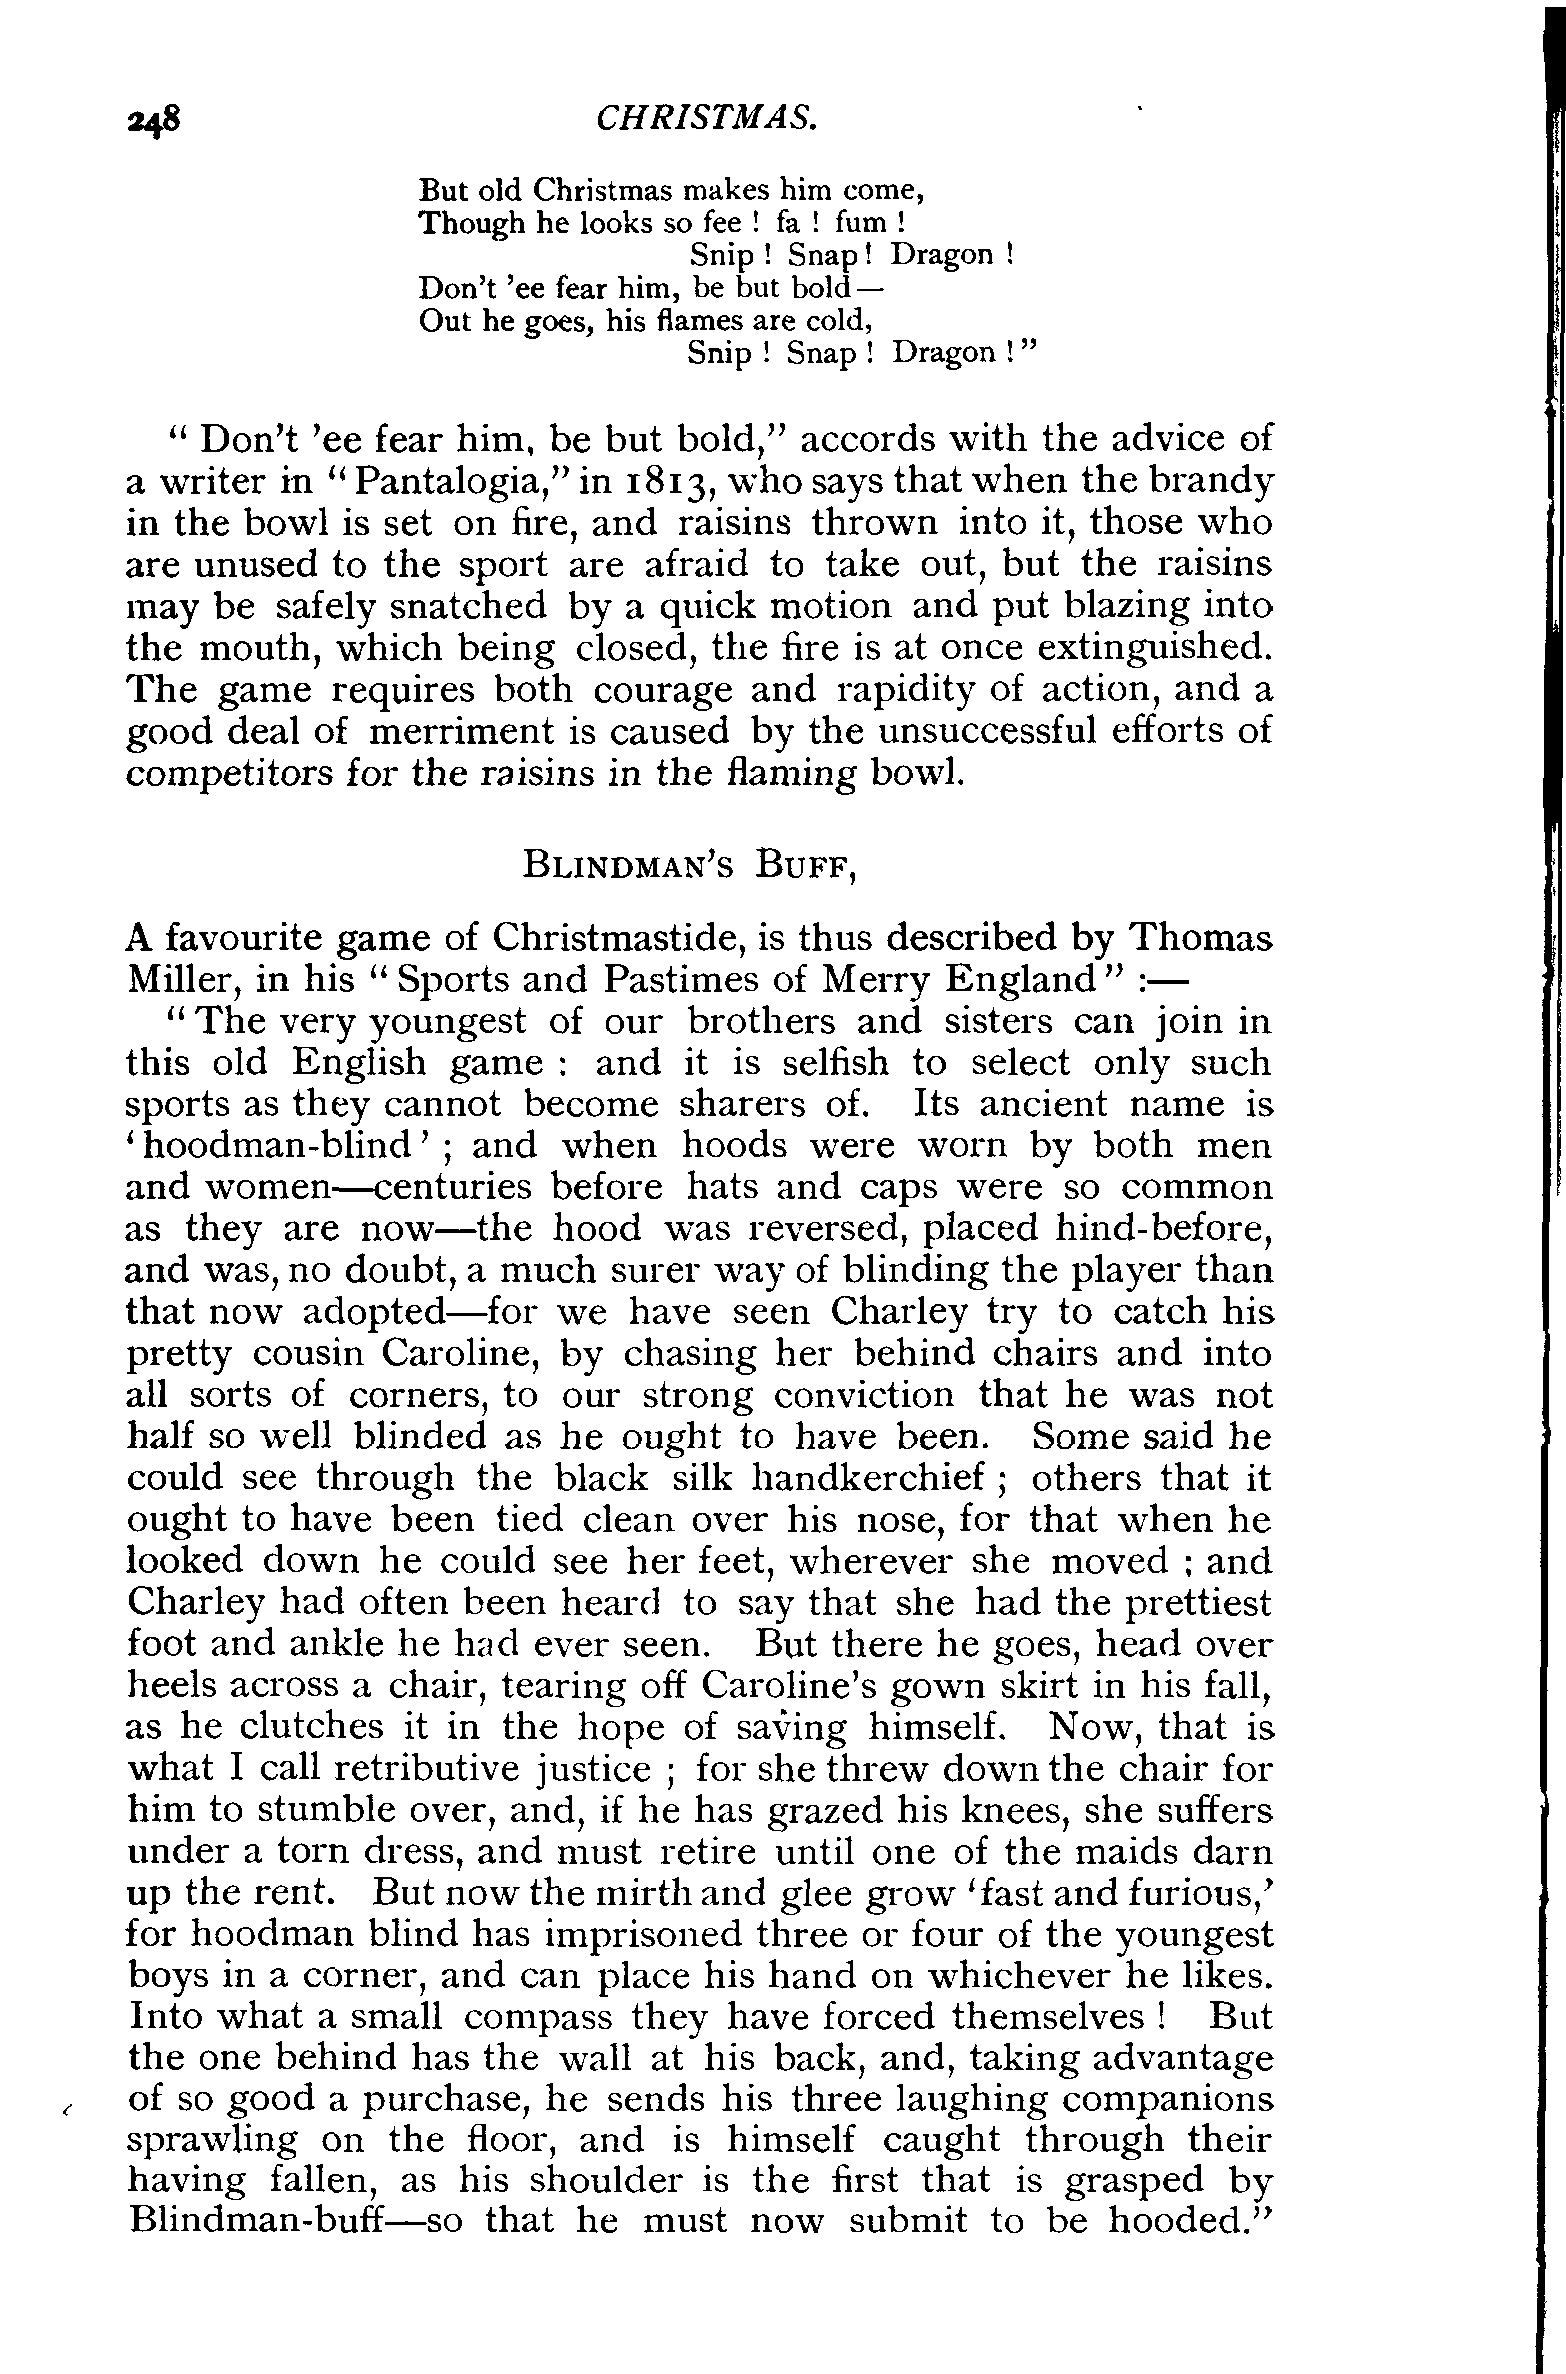 248 CHRISTMAS.
But old Christmas makes him come,
Though he looks so fee ! fa ! fum !
Snip ! Snap ! Dragon !
Don't 'ee fear him, be but bold—
Out he goes, his flames are cold,
Snip ! Snap ! Dragon ! "
" Don't 'ee fear him, be but bold," accords with the advice of
a writer in " Pantalogia," in 1813, who says that when the brandy
in the bowl is set on fire, and raisins thrown into it, those who
are unused to the sport are afraid to take out, but the raisins
may be safely snatched by a quick motion and put blazing into
the mouth, which being closed, the fire is at once extinguished.
The game requires both courage and rapidity of action, and a
good deal of merriment is caused by the unsuccessful efforts of
competitors for the raisins in the flaming bowl.
BLINDMAN'S BUFF,
A favourite game of Christmastide, is thus described by Thomas
Miller, in his " Sports and Pastimes of Merry England " :—
" The very youngest of our brothers and sisters can join in
this old English game : and it is selfish to select only such
sports as they cannot become sharers of. Its ancient name is
' hoodman-blind ' ; and when hoods were worn by both men
and women—centuries before hats and caps were so common
as they are now—the hood was reversed, placed hind-before,
and was, no doubt, a much surer way of blinding the player than
that now adopted—for we have seen Charley try to catch his
pretty cousin Caroline, by chasing her behind chairs and into
all sorts of corners, to our strong conviction that he was not
half so well blinded as he ought to have been. Some said he
could see through the black silk handkerchief ; others that it
ought to have been tied clean over his nose, for that when he
looked down he could see her feet, wherever she moved ; and
Charley had often been heard to say that she had the prettiest
foot and ankle he had ever seen. But there he goes, head over
heels across a chair, tearing off Caroline's gown skirt in his fall,
as he clutches it in the hope of saving himself. Now, that is
what I call retributive justice ; for she threw down the chair for
him to stumble over, and, if he has grazed his knees, she suffers
under a torn dress, and must retire until one of the maids darn
up the rent. But now the mirth and glee grow 'fast and furious,'
for hoodman blind has imprisoned three or four of the youngest
boys in a corner, and can place his hand on whichever he likes.
Into what a small compass they have forced themselves ! But
the one behind has the wall at his back, and, taking advantage
of so good a purchase, he sends his three laughing companions
sprawling on the floor, and is himself caught through their
having fallen, as his shoulder is the first that is grasped by
Blindman-buff—so that he must now submit to be hooded."